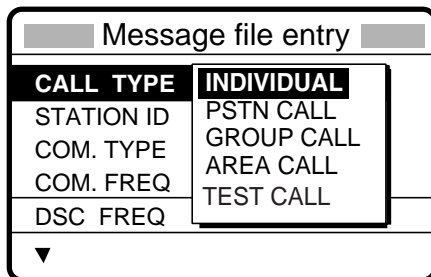 Message file entry
CALL TYPE
STATION ID
COM. TYPE
COM. FREQ
DSC FREQ
INDIVIDUAL
PSTN CALL
GROUP CALL
AREA CALL
TEST CALL